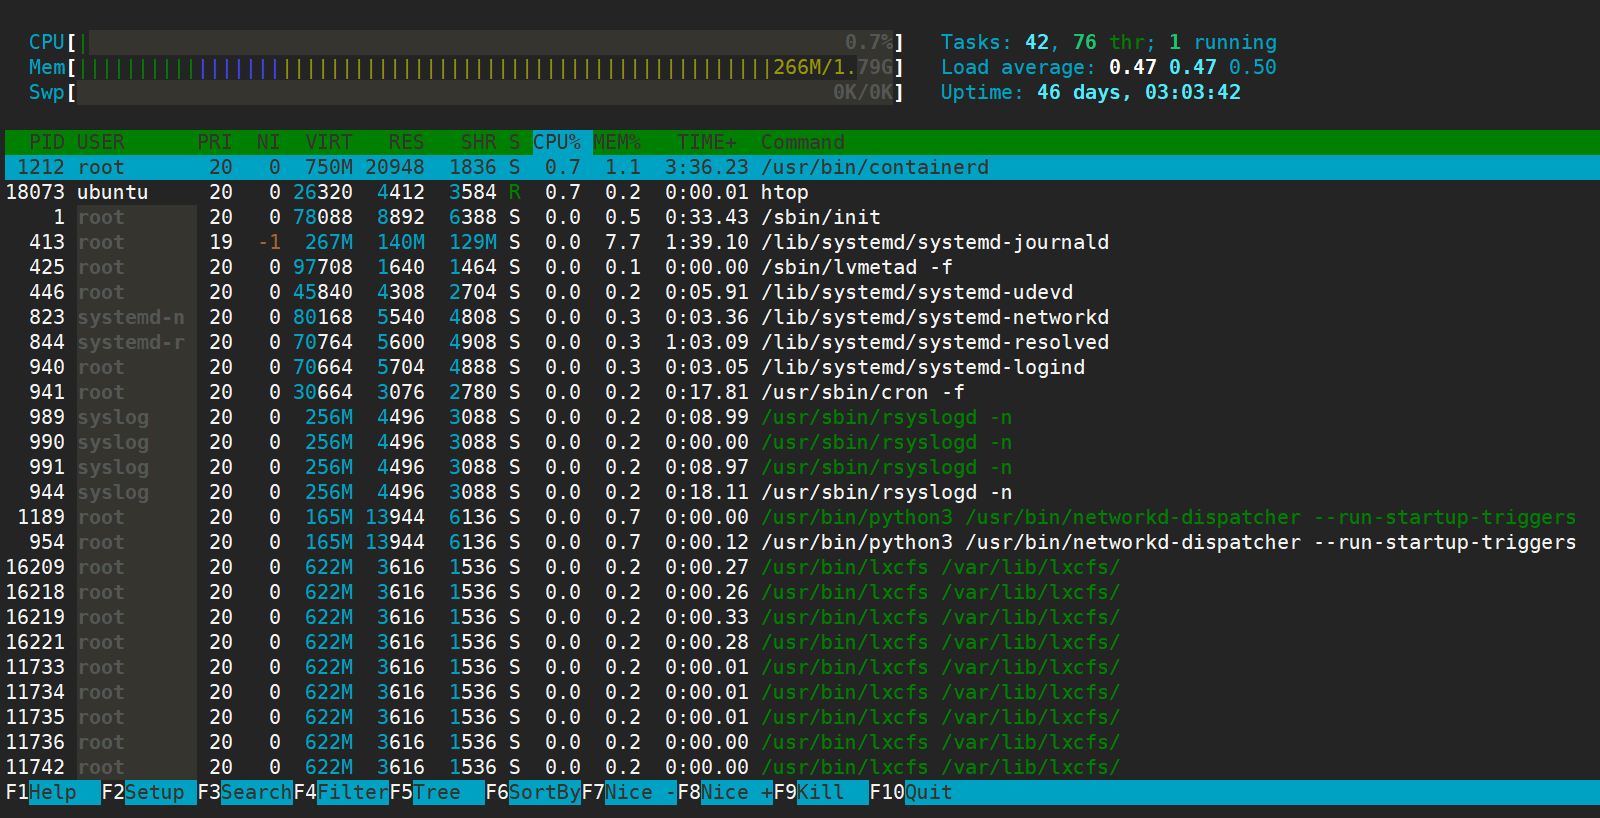 CPU[| 0.7%] Tasks: 42, 76 thr; 1 running
Mem[||||||||||||||||||||||||||||||||||||||||||||||||||||||||||266M/1.79G] Load average: 0.47 0.47 0.50
Swp[ 0K/0K] Uptime: 46 days, 03:03:42
PID USER PRI NI VIRT RES SHR S CPU% MEM% TIME+ Command
1212 root 20 0 750M 20948 1836 S 0.7 1.1 3:36.23 /usr/bin/containerd
18073 ubuntu 20 0 26320 4412 3584 R 0.7 0.2 0:00.01 htop
1 root 20 0 78088 8892 6388 S 0.0 0.5 0:33.43 /sbin/init
413 root 19 -1 267M 140M 129M S 0.0 7.7 1:39.10 /lib/systemd/systemd-journald
425 root 20 0 97708 1640 1464 S 0.0 0.1 0:00.00 /sbin/lvmetad -f
446 root 20 0 45840 4308 2704 S 0.0 0.2 0:05.91 /lib/systemd/systemd-udevd
823 systemd-n 20 0 80168 5540 4808 S 0.0 0.3 0:03.36 /lib/systemd/systemd-networkd
844 systemd-r 20 0 70764 5600 4908 S 0.0 0.3 1:03.09 /lib/systemd/systemd-resolved
940 root 20 0 70664 5704 4888 S 0.0 0.3 0:03.05 /lib/systemd/systemd-logind
941 root 20 0 30664 3076 2780 S 0.0 0.2 0:17.81 /usr/sbin/cron -f
989 syslog 20 0 256M 4496 3088 S 0.0 0.2 0:08.99 /usr/sbin/rsyslogd -n
990 syslog 20 0 256M 4496 3088 S 0.0 0.2 0:00.00 /usr/sbin/rsyslogd -n
991 syslog 20 0 256M 4496 3088 S 0.0 0.2 0:08.97 /usr/sbin/rsyslogd -n
944 syslog 20 0 256M 4496 3088 S 0.0 0.2 0:18.11 /usr/sbin/rsyslogd -n
1189 root 20 0 165M 13944 6136 S 0.0 0.7 0:00.00 /usr/bin/python3 /usr/bin/networkd-dispatcher --run-startup-triggers
954 root 20 0 165M 13944 6136 S 0.0 0.7 0:00.12 /usr/bin/python3 /usr/bin/networkd-dispatcher --run-startup-triggers
16209 root 20 0 622M 3616 1536 S 0.0 0.2 0:00.27 /usr/bin/lxcfs /var/lib/lxcfs/
16218 root 20 0 622M 3616 1536 S 0.0 0.2 0:00.26 /usr/bin/lxcfs /var/lib/lxcfs/
16219 root 20 0 622M 3616 1536 S 0.0 0.2 0:00.33 /usr/bin/lxcfs /var/lib/lxcfs/
16221 root 20 0 622M 3616 1536 S 0.0 0.2 0:00.28 /usr/bin/lxcfs /var/lib/lxcfs/
11733 root 20 0 622M 3616 1536 S 0.0 0.2 0:00.01 /usr/bin/lxcfs /var/lib/lxcfs/
11734 root 20 0 622M 3616 1536 S 0.0 0.2 0:00.01 /usr/bin/lxcfs /var/lib/lxcfs/
11735 root 20 0 622M 3616 1536 S 0.0 0.2 0:00.01 /usr/bin/lxcfs /var/lib/lxcfs/
11736 root 20 0 622M 3616 1536 S 0.0 0.2 0:00.00 /usr/bin/lxcfs /var/lib/lxcfs/
11742 root 20 0 622M 3616 1536 S 0.0 0.2 0:00.00 /usr/bin/lxcfs /var/lib/lxcfs/
F1Help F2Setup F3SearchF4FilterF5Tree F6SortByF7Nice -F8Nice +F9Kill F10Quit